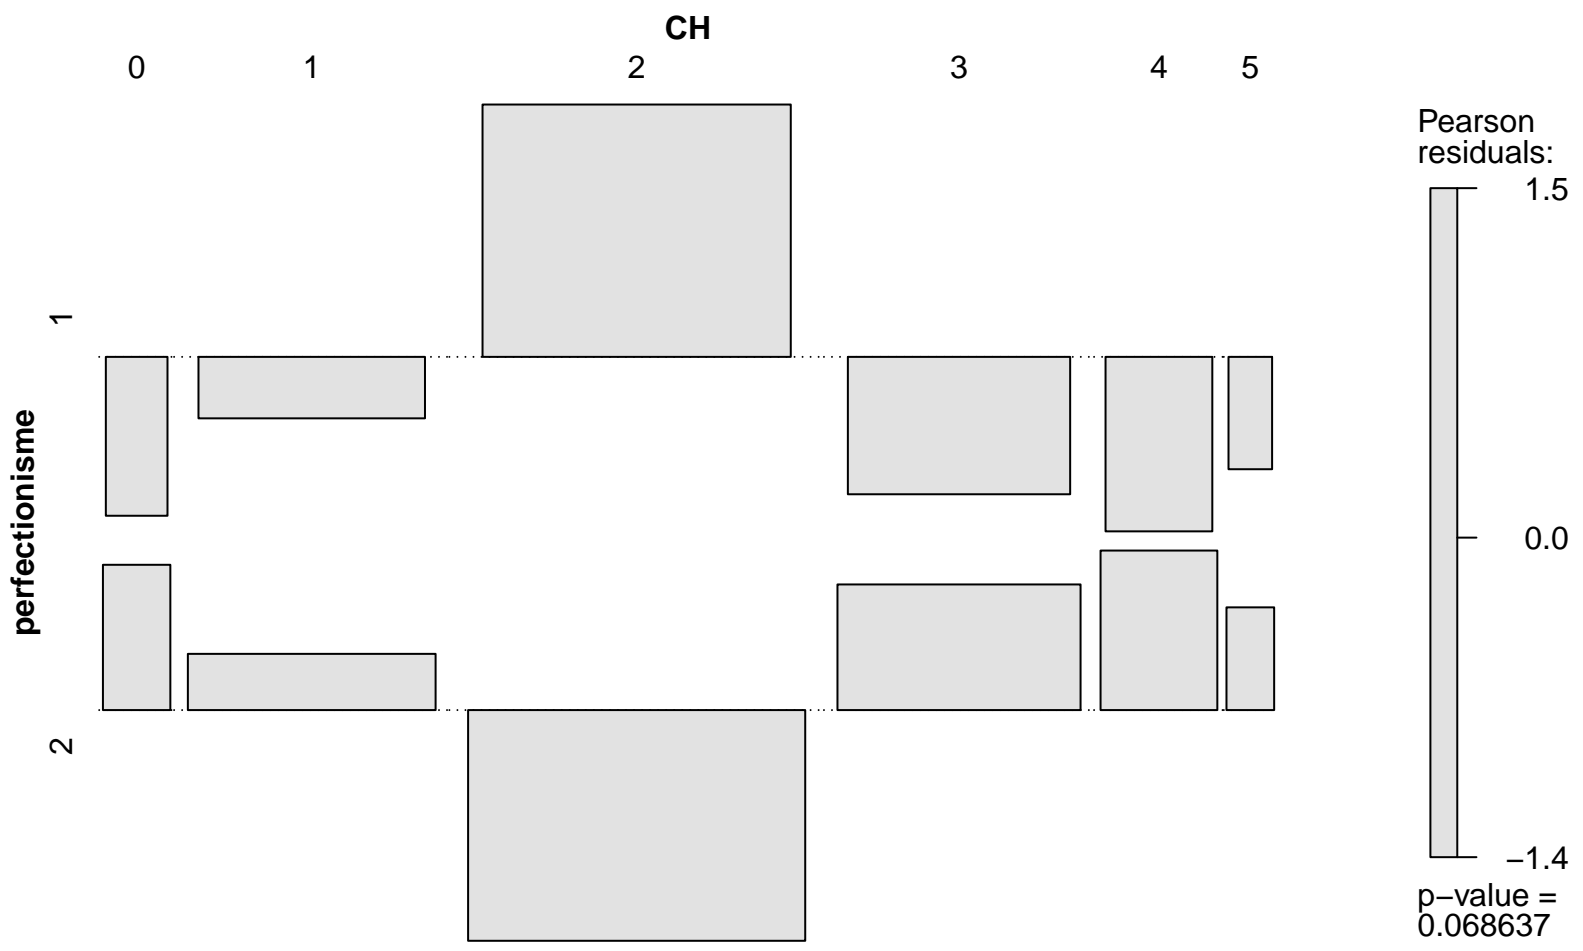 CH
0 1 2 3 4 5
Pearson
residuals:
1.5
1
perfectionisme
0.0
2
−1.4
p−value =
0.068637